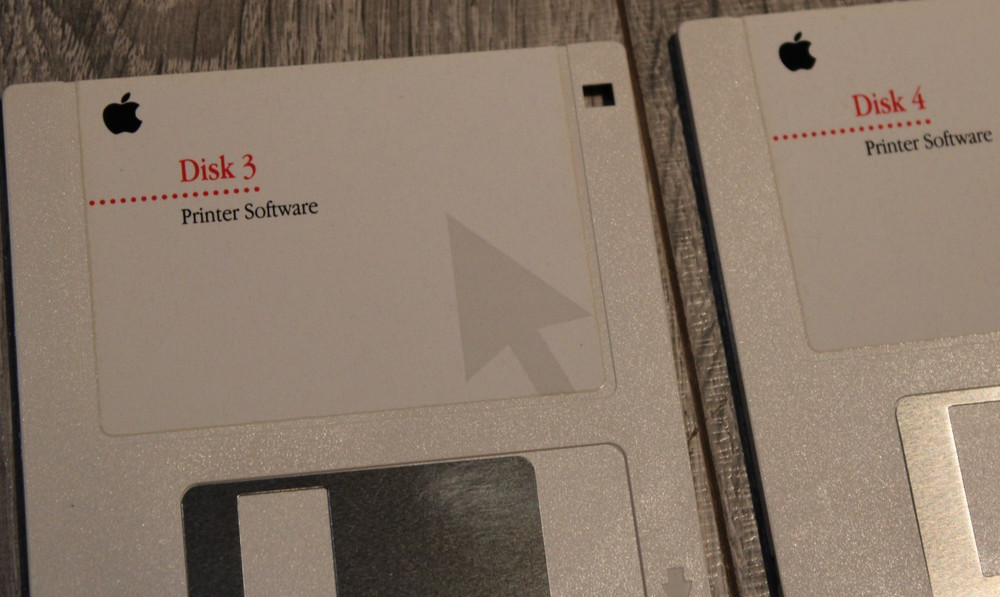 Disk 3
Printer Software
Disk 4
Printer Software